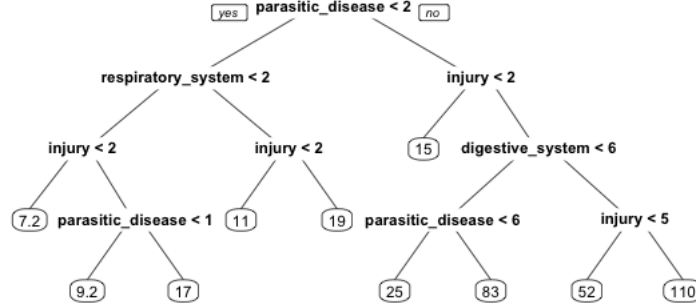 yes parasitic_disease < 2 no
respiratory_system < 2 injury < 2
injury < 2 injury < 2 15 digestive_system < 6
7.2 parasitic_disease < 1 11 19 parasitic_disease < 6 injury < 5
9.2 17 25 83 52 110